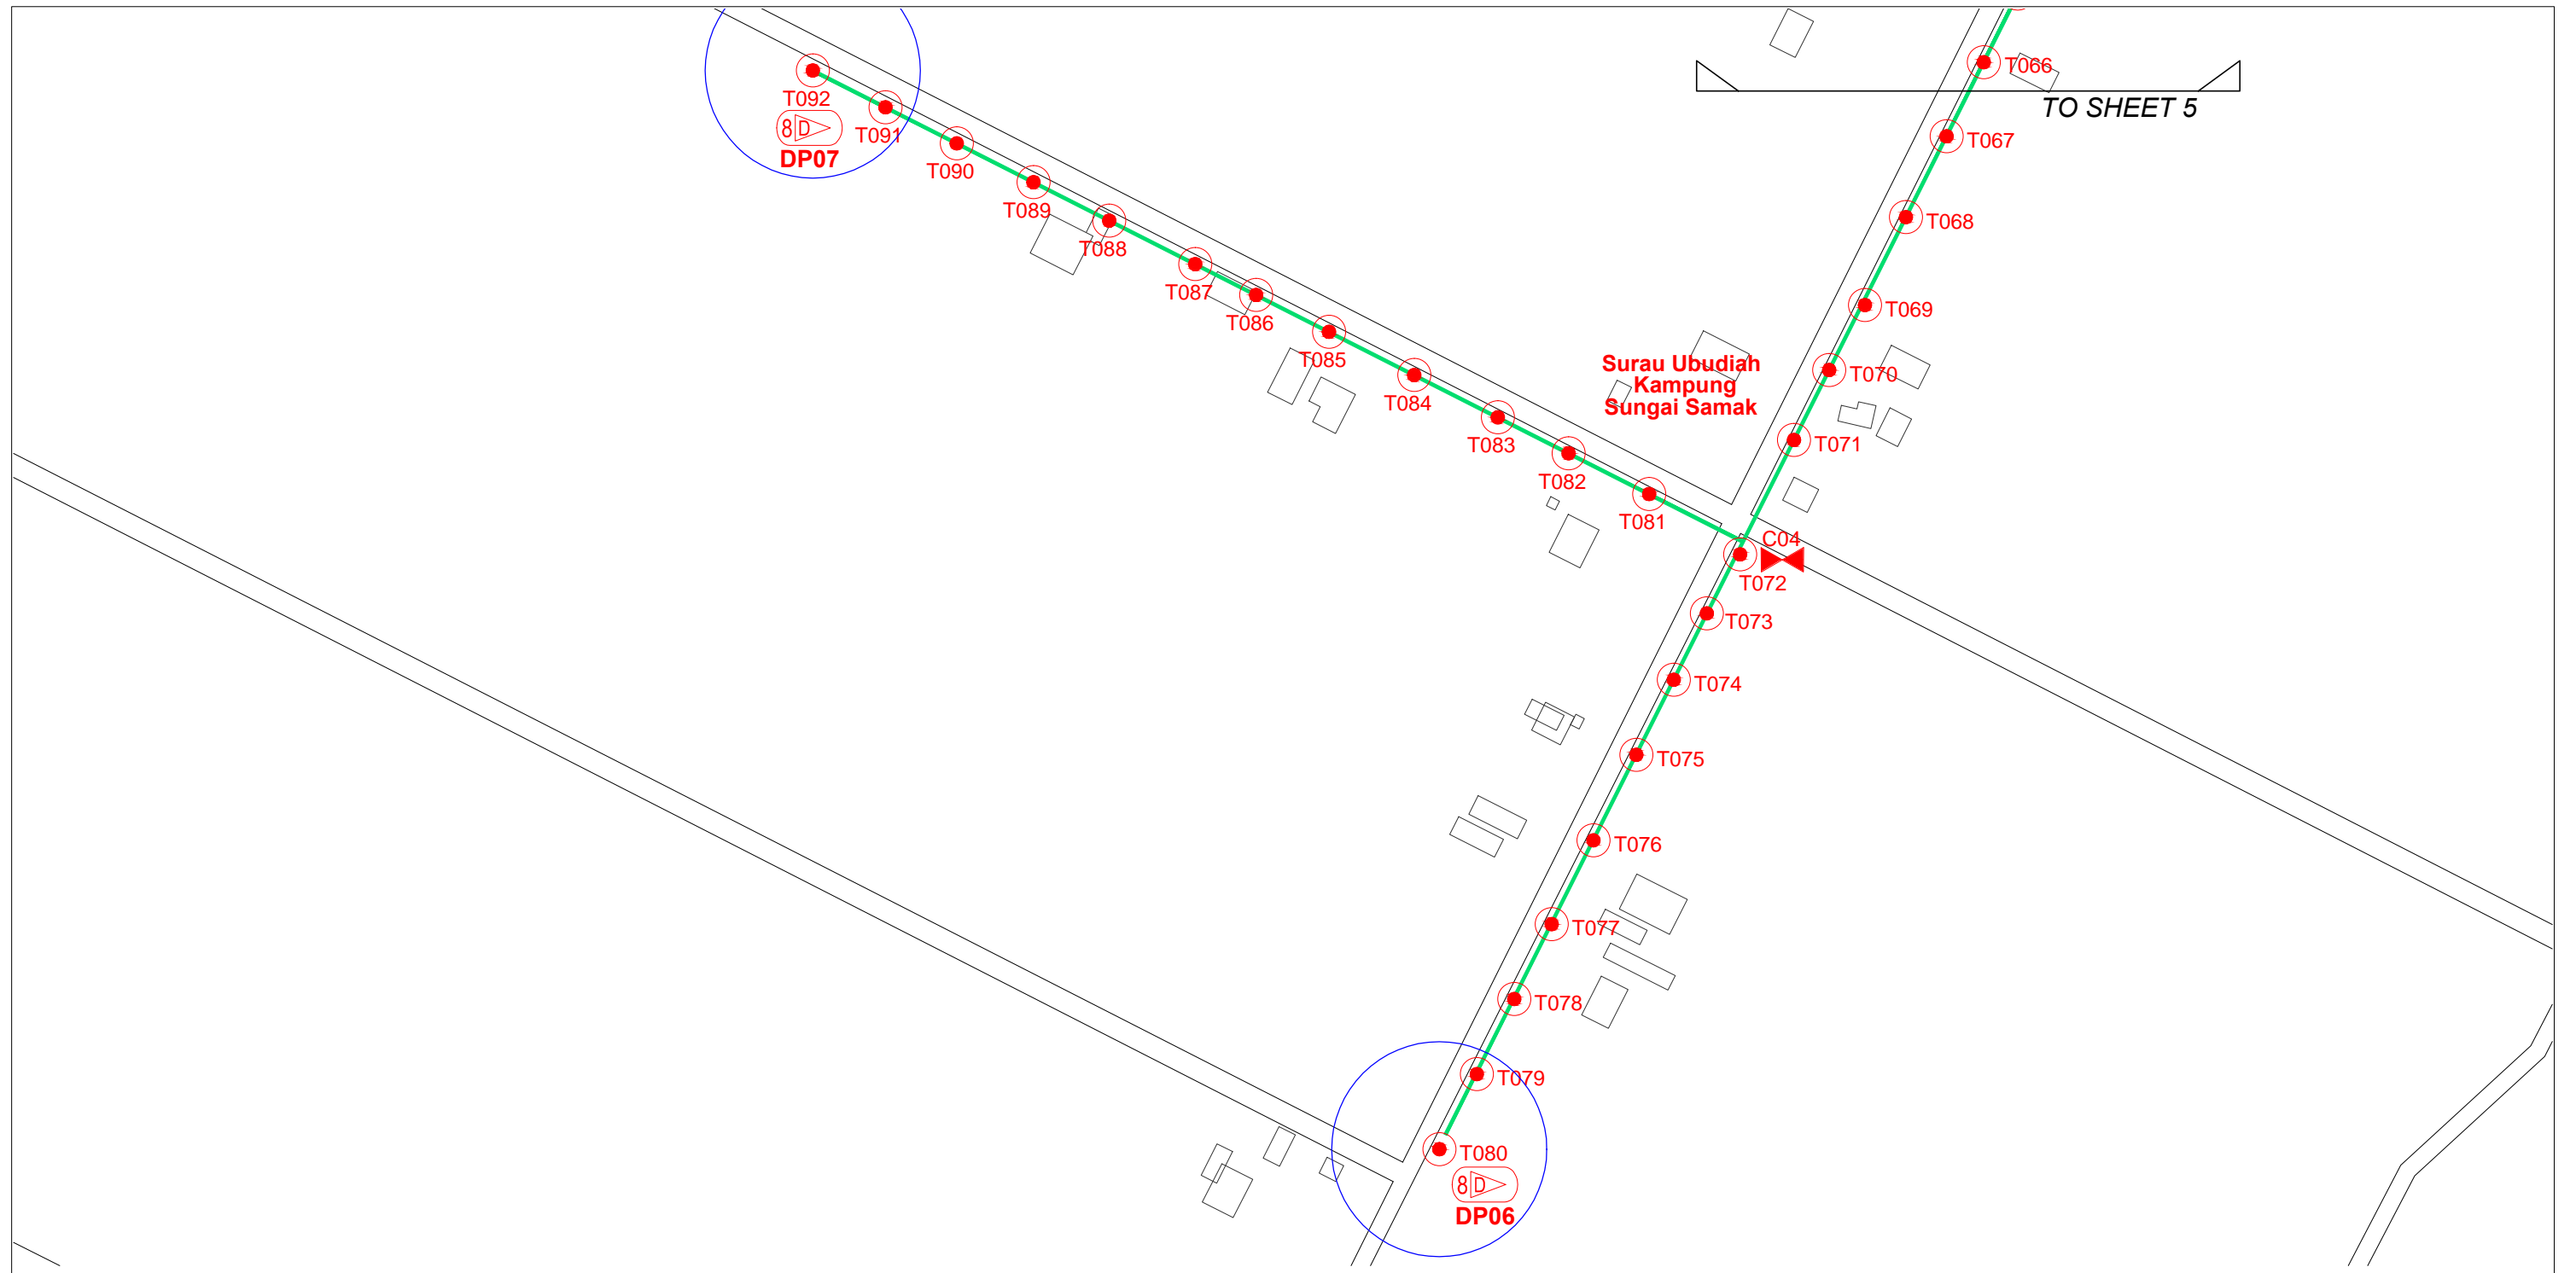 T066
TO SHEET 5
T092
8 D
DP07
T091
T067
T090
T089
T068
T088
T087
T069
T086
T085
Surau Ubudiah
Kampung
Sungai Samak
T070
T084
T083
T071
T082
T081
C04
T072
T073
T074
T075
T076
T077
T078
T079
T080
8 D
DP06